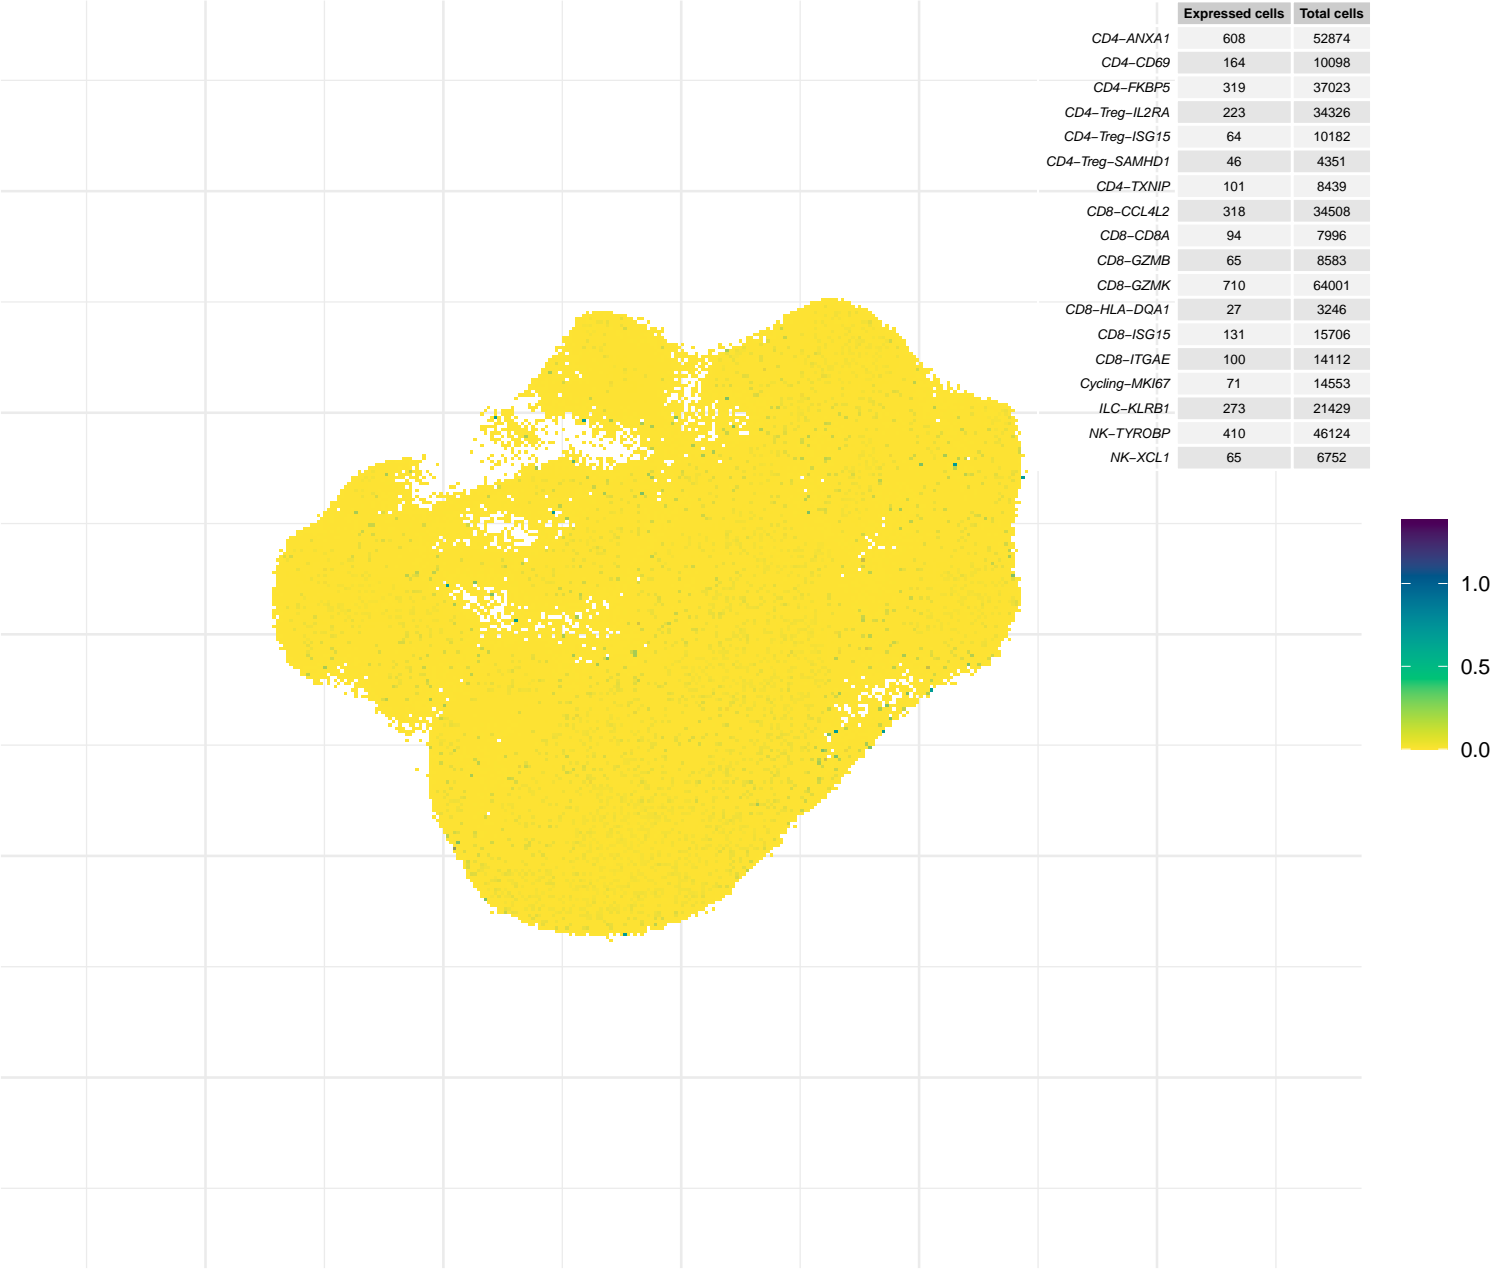 Expressed cells Total cells
CD4−ANXA1 608 52874
CD4−CD69 164 10098
CD4−FKBP5 319 37023
CD4−Treg−IL2RA 223 34326
CD4−Treg−ISG15 64 10182
CD4−Treg−SAMHD1 46 4351
CD4−TXNIP 101 8439
CD8−CCL4L2 318 34508
CD8−CD8A 94 7996
CD8−GZMB 65 8583
CD8−GZMK 710 64001
CD8−HLA−DQA1 27 3246
CD8−ISG15 131 15706
CD8−ITGAE 100 14112
Cycling−MKI67 71 14553
ILC−KLRB1 273 21429
NK−TYROBP 410 46124
NK−XCL1 65 6752
1.0
0.5
0.0